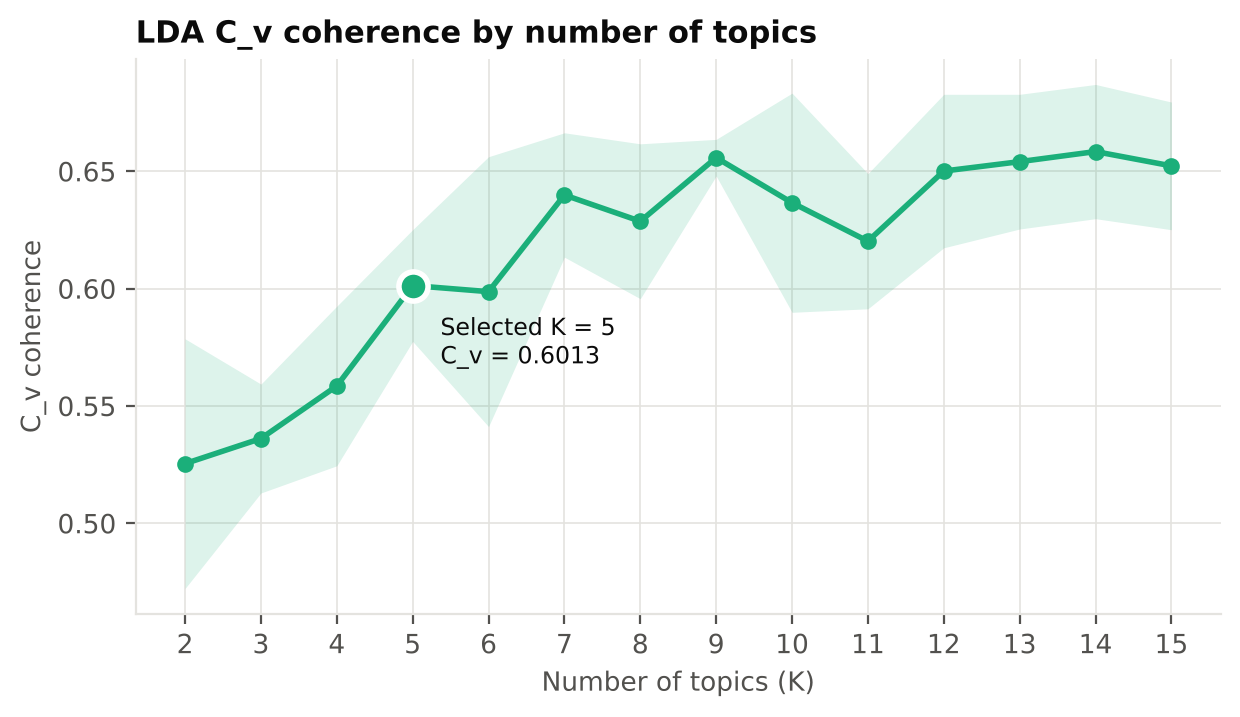 LDA C_v coherence by number of topics
C_v coherence
0.65
0.60
0.55
0.50
Selected K = 5
C_v = 0.6013
2 3 4 5 6 7 8 9 10 11 12 13 14 15
Number of topics (K)